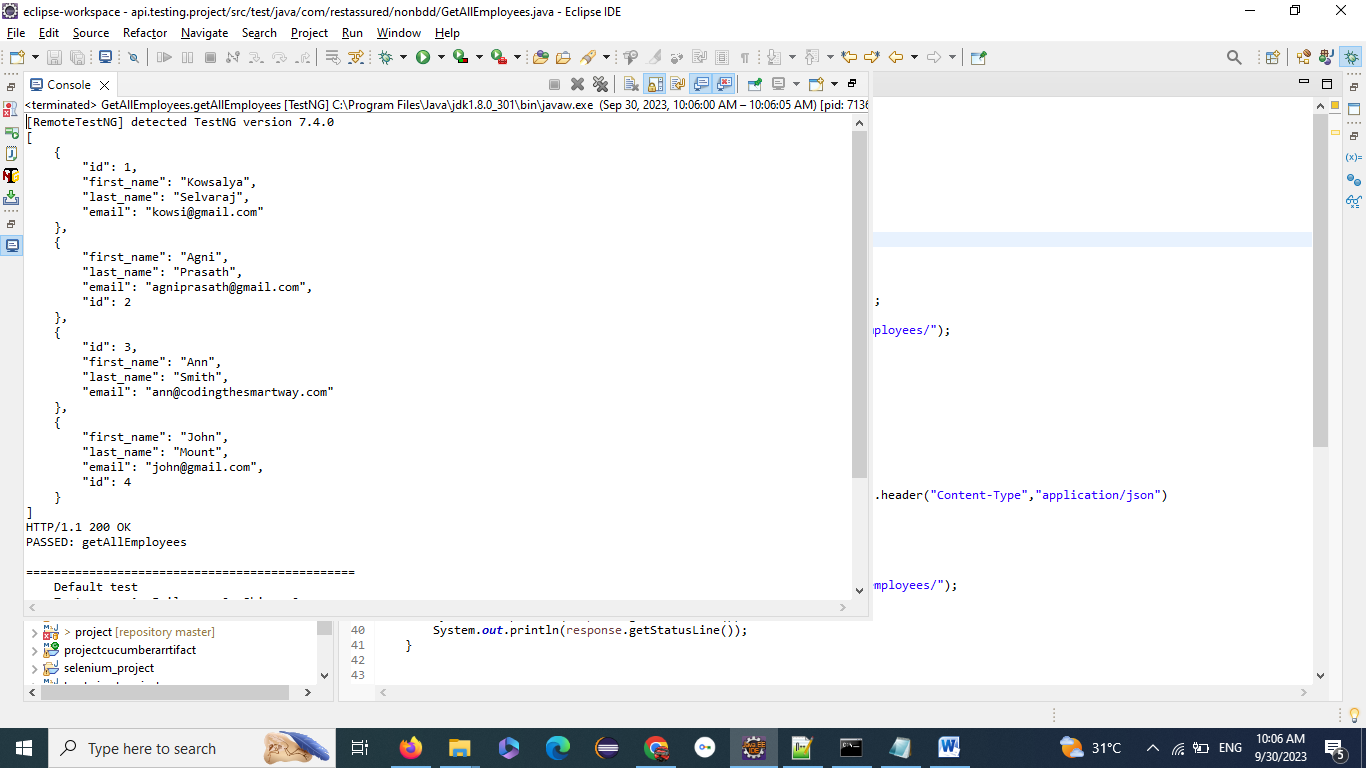 eclipse-workspace - api.testing.project/src/test/java/com/restassured/nonbdd/GetAllEmployees.java - Eclipse IDE
File Edit Source Refactor Navigate Search Project Run Window Help
Console
<terminated> GetAllEmployees.getAllEmployees [TestNG] C:\Program Files\Java\jdk1.8.0_301\bin\javaw.exe (Sep 30, 2023, 10:06:00 AM – 10:06:05 AM) [pid: 7136
[RemoteTestNG] detected TestNG version 7.4.0
[
    {
        "id": 1,
        "first_name": "Kowsalya",
        "last_name": "Selvaraj",
        "email": "kowsi@gmail.com"
    },
    {
        "first_name": "Agni",
        "last_name": "Prasath",
        "email": "agniprasath@gmail.com",
        "id": 2
    },
    {
        "id": 3,
        "first_name": "Ann",
        "last_name": "Smith",
        "email": "ann@codingthesmartway.com"
    },
    {
        "first_name": "John",
        "last_name": "Mount",
        "email": "john@gmail.com",
        "id": 4
    }
]
HTTP/1.1 200 OK
PASSED: getAllEmployees
===============================================
    Default test
;
ployees/");
.header("Content-Type","application/json")
mployees/");
> project [repository master]
projectcucumberarrtifact
selenium_project
40 System.out.println(response.getStatusLine());
41 }
42
43
Type here to search
31°C
ENG
10:06 AM
9/30/2023
5